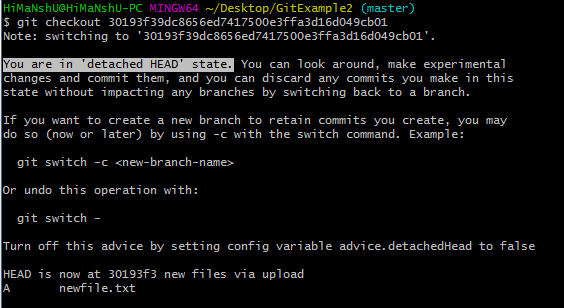 HiMaNshU@HiMaNshU-PC MINGW64 ~/Desktop/GitExample2 (master)
$ git checkout 30193f39dc8656ed7417500e3ffa3d16d049cb01
Note: switching to '30193f39dc8656ed7417500e3ffa3d16d049cb01'.

You are in 'detached HEAD' state. You can look around, make experimental
changes and commit them, and you can discard any commits you make in this
state without impacting any branches by switching back to a branch.

If you want to create a new branch to retain commits you create, you may
do so (now or later) by using -c with the switch command. Example:

  git switch -c <new-branch-name>

Or undo this operation with:

  git switch -

Turn off this advice by setting config variable advice.detachedHead to false

HEAD is now at 30193f3 new files via upload
A       newfile.txt